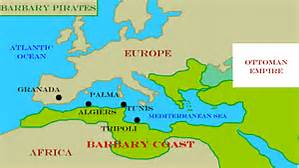 BARBARY PIRATES
ATLANTIC
OCEAN
EUROPE
OTTOMAN
EMPIRE
GRANADA
PALMA
ALGIERS
TUNIS
MEDITERRANEAN SEA
TRIPOLI
BARBARY COAST
AFRICA